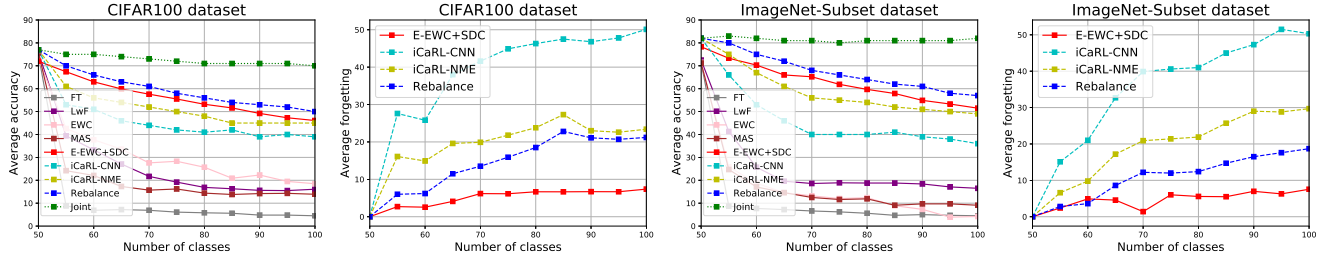 CIFAR100 dataset
Average accuracy
90
80
70
60
50
40
30
20
10
0
FT
LwF
EWC
MAS
E-EWC+SDC
iCaRL-CNN
iCaRL-NME
Rebalance
Joint
50 60 70 80 90 100
Number of classes
CIFAR100 dataset
Average forgetting
50
40
30
20
10
0
E-EWC+SDC
iCaRL-CNN
iCaRL-NME
Rebalance
50 60 70 80 90 100
Number of classes
ImageNet-Subset dataset
Average accuracy
90
80
70
60
50
40
30
20
10
0
FT
LwF
EWC
MAS
E-EWC+SDC
iCaRL-CNN
iCaRL-NME
Rebalance
Joint
50 60 70 80 90 100
Number of classes
ImageNet-Subset dataset
Average forgetting
50
40
30
20
10
0
E-EWC+SDC
iCaRL-CNN
iCaRL-NME
Rebalance
50 60 70 80 90 100
Number of classes